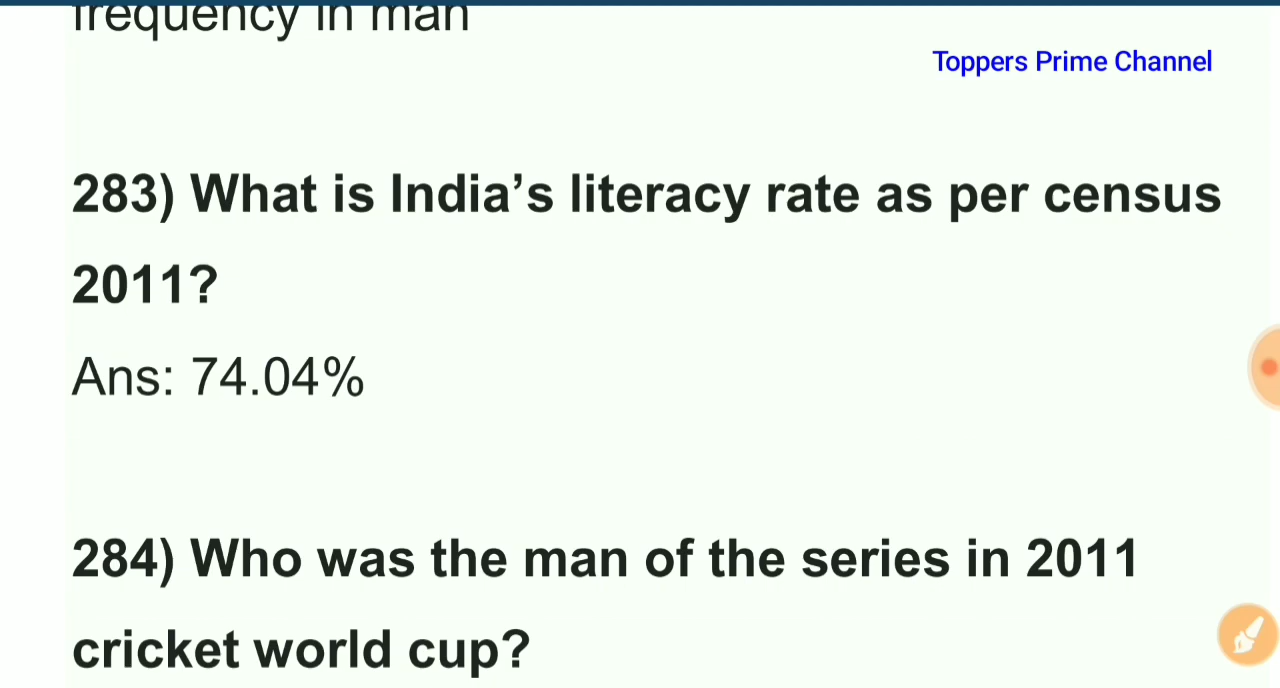 frequency in man
Toppers Prime Channel
283) What is India’s literacy rate as per census
2011?
Ans: 74.04%
284) Who was the man of the series in 2011
cricket world cup?